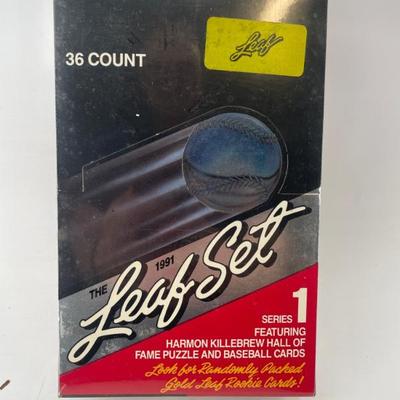 36 COUNT
Leaf
THE 1991
Leaf Set
SERIES 1
FEATURING
HARMON KILLEBREW HALL OF
FAME PUZZLE AND BASEBALL CARDS
Look for Randomly Packed
Gold Leaf Rookie Cards!